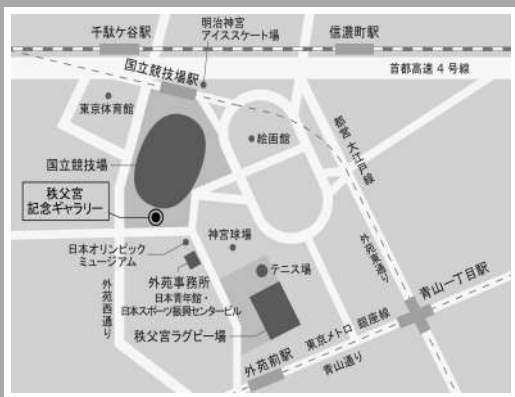 千駄ケ谷駅
明治神宮
アイススケート場
信濃町駅
国立競技場駅
首都高速4号線
東京体育館
国立競技場
絵画館
都営 大江戸線
秩父宮
記念ギャラリー
日本オリンピック
ミュージアム
神宮球場
外苑東通り
外苑西通り
外苑事務所
日本青年館・
日本スポーツ振興センタービル
テニス場
青山一丁目駅
秩父宮ラグビー場
外苑前駅
東京メトロ 銀座線
青山通り